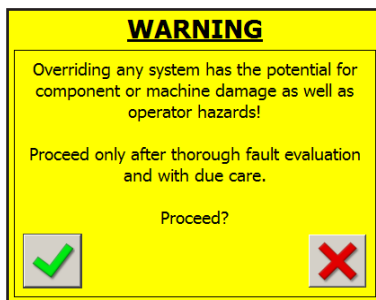 WARNING
Overriding any system has the potential for
component or machine damage as well as
operator hazards!
Proceed only after thorough fault evaluation
and with due care.
Proceed?